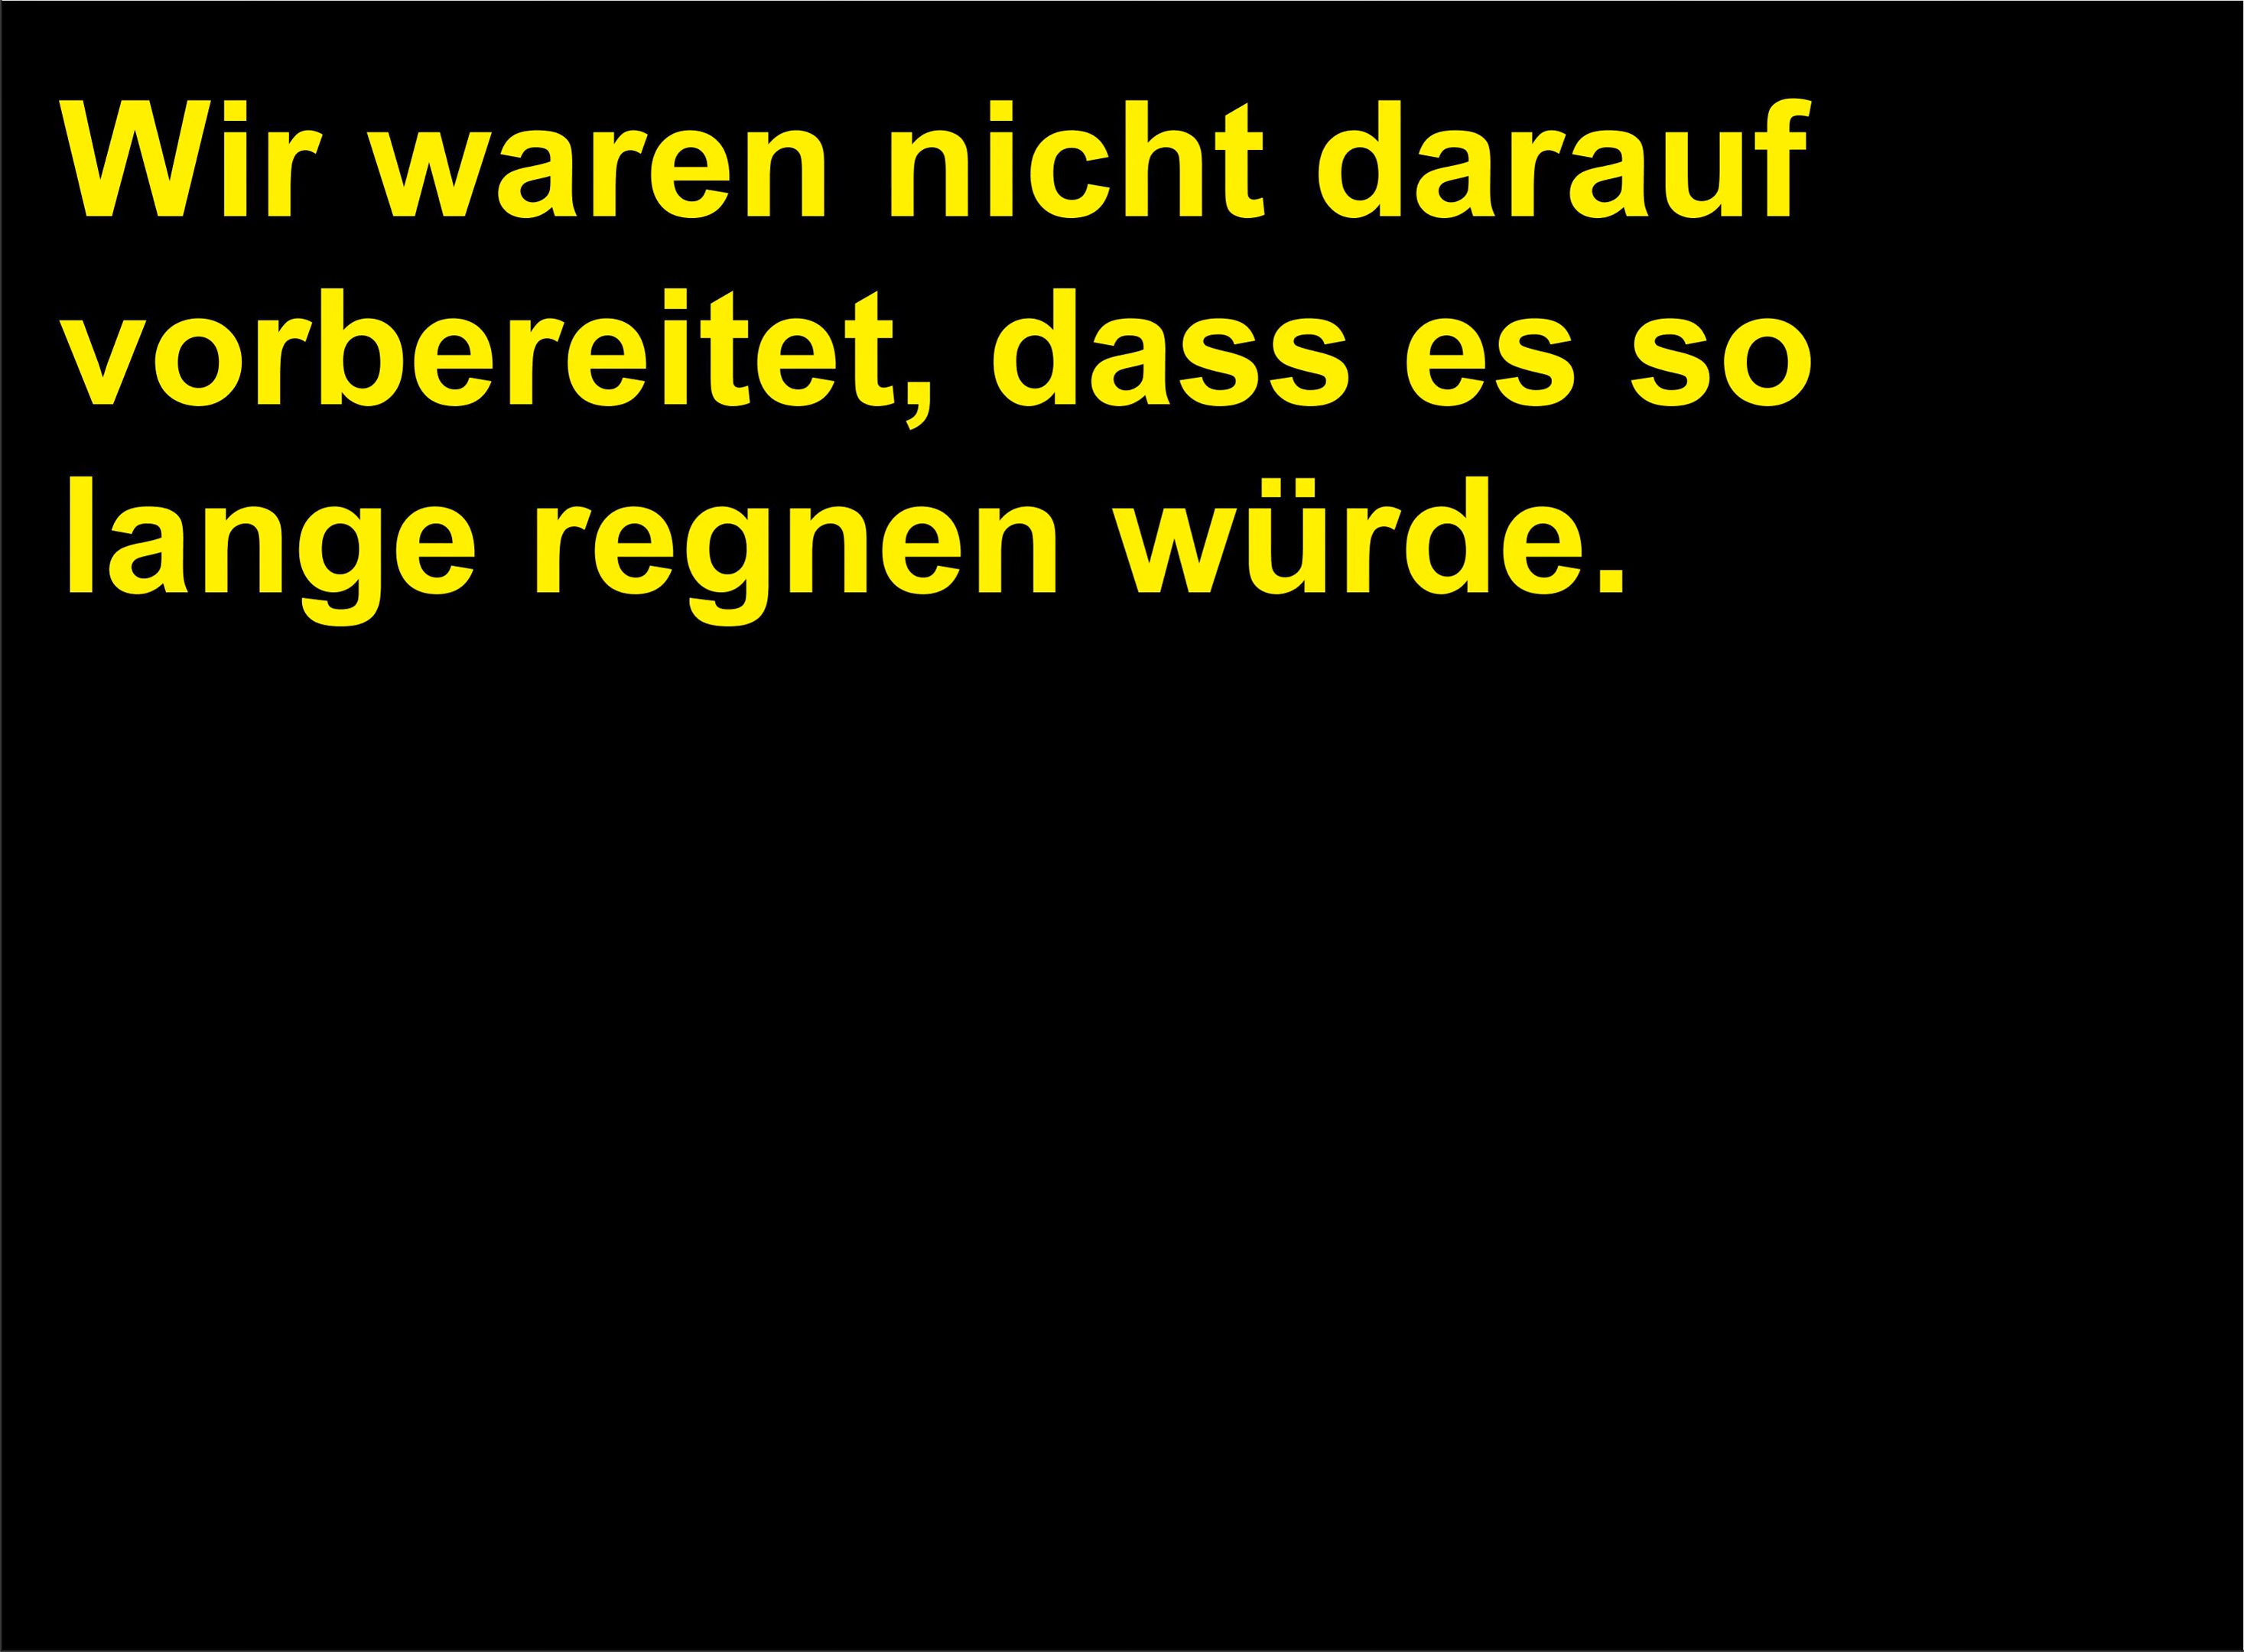 Wir waren nicht darauf
vorbereitet, dass es so
lange regnen würde.